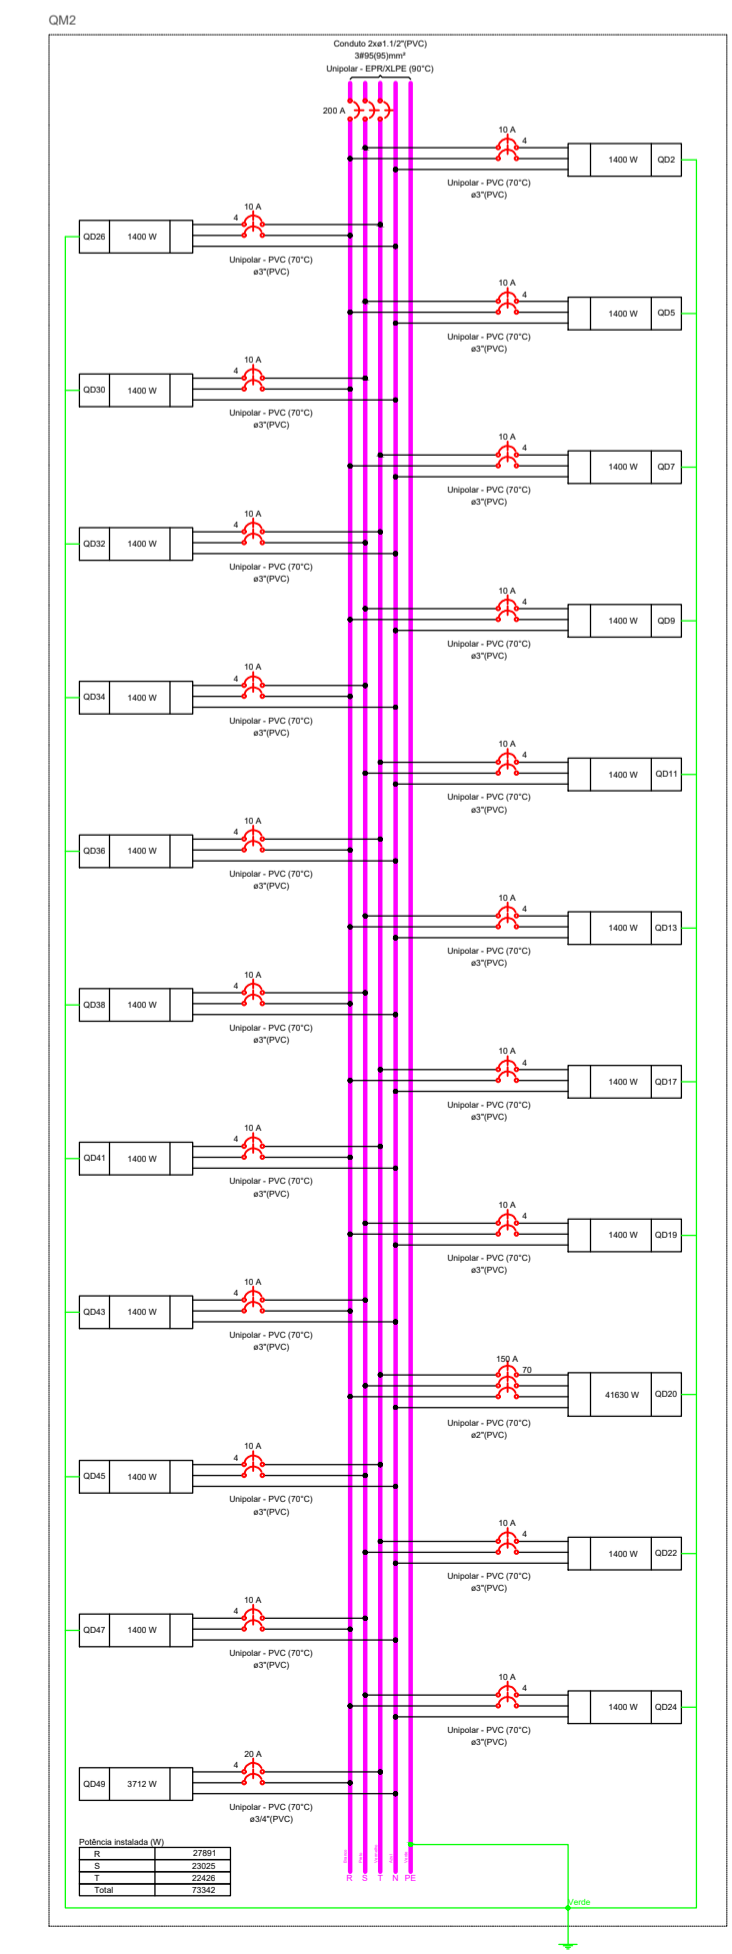 QM2
Conduto 2xø1.1/2"(PVC)
3#95(95)mm²
Unipolar - EPR/XLPE (90°C)
200 A
10 A
4
1400 W
QD2
Unipolar - PVC (70°C)
ø3"(PVC)
10 A
4
QD26
1400 W
Unipolar - PVC (70°C)
ø3"(PVC)
10 A
4
1400 W
QD5
Unipolar - PVC (70°C)
ø3"(PVC)
10 A
4
QD30
1400 W
Unipolar - PVC (70°C)
ø3"(PVC)
10 A
4
1400 W
QD7
Unipolar - PVC (70°C)
ø3"(PVC)
10 A
4
QD32
1400 W
Unipolar - PVC (70°C)
ø3"(PVC)
10 A
4
1400 W
QD9
Unipolar - PVC (70°C)
ø3"(PVC)
10 A
4
QD34
1400 W
Unipolar - PVC (70°C)
ø3"(PVC)
10 A
4
1400 W
QD11
Unipolar - PVC (70°C)
ø3"(PVC)
10 A
4
QD36
1400 W
Unipolar - PVC (70°C)
ø3"(PVC)
10 A
4
1400 W
QD13
Unipolar - PVC (70°C)
ø3"(PVC)
10 A
4
QD38
1400 W
Unipolar - PVC (70°C)
ø3"(PVC)
10 A
4
1400 W
QD17
Unipolar - PVC (70°C)
ø3"(PVC)
10 A
4
QD41
1400 W
Unipolar - PVC (70°C)
ø3"(PVC)
10 A
4
1400 W
QD19
Unipolar - PVC (70°C)
ø3"(PVC)
10 A
4
QD43
1400 W
Unipolar - PVC (70°C)
ø3"(PVC)
150 A
70
41630 W
QD20
Unipolar - PVC (70°C)
ø2"(PVC)
10 A
4
QD45
1400 W
Unipolar - PVC (70°C)
ø3"(PVC)
10 A
4
1400 W
QD22
Unipolar - PVC (70°C)
ø3"(PVC)
10 A
4
QD47
1400 W
Unipolar - PVC (70°C)
ø3"(PVC)
10 A
4
1400 W
QD24
Unipolar - PVC (70°C)
ø3"(PVC)
20 A
4
QD49
3712 W
Unipolar - PVC (70°C)
ø3/4"(PVC)
Potência instalada (W)
R 27891
S 23025
T 22426
Total 73342
R S T N PE
Verde